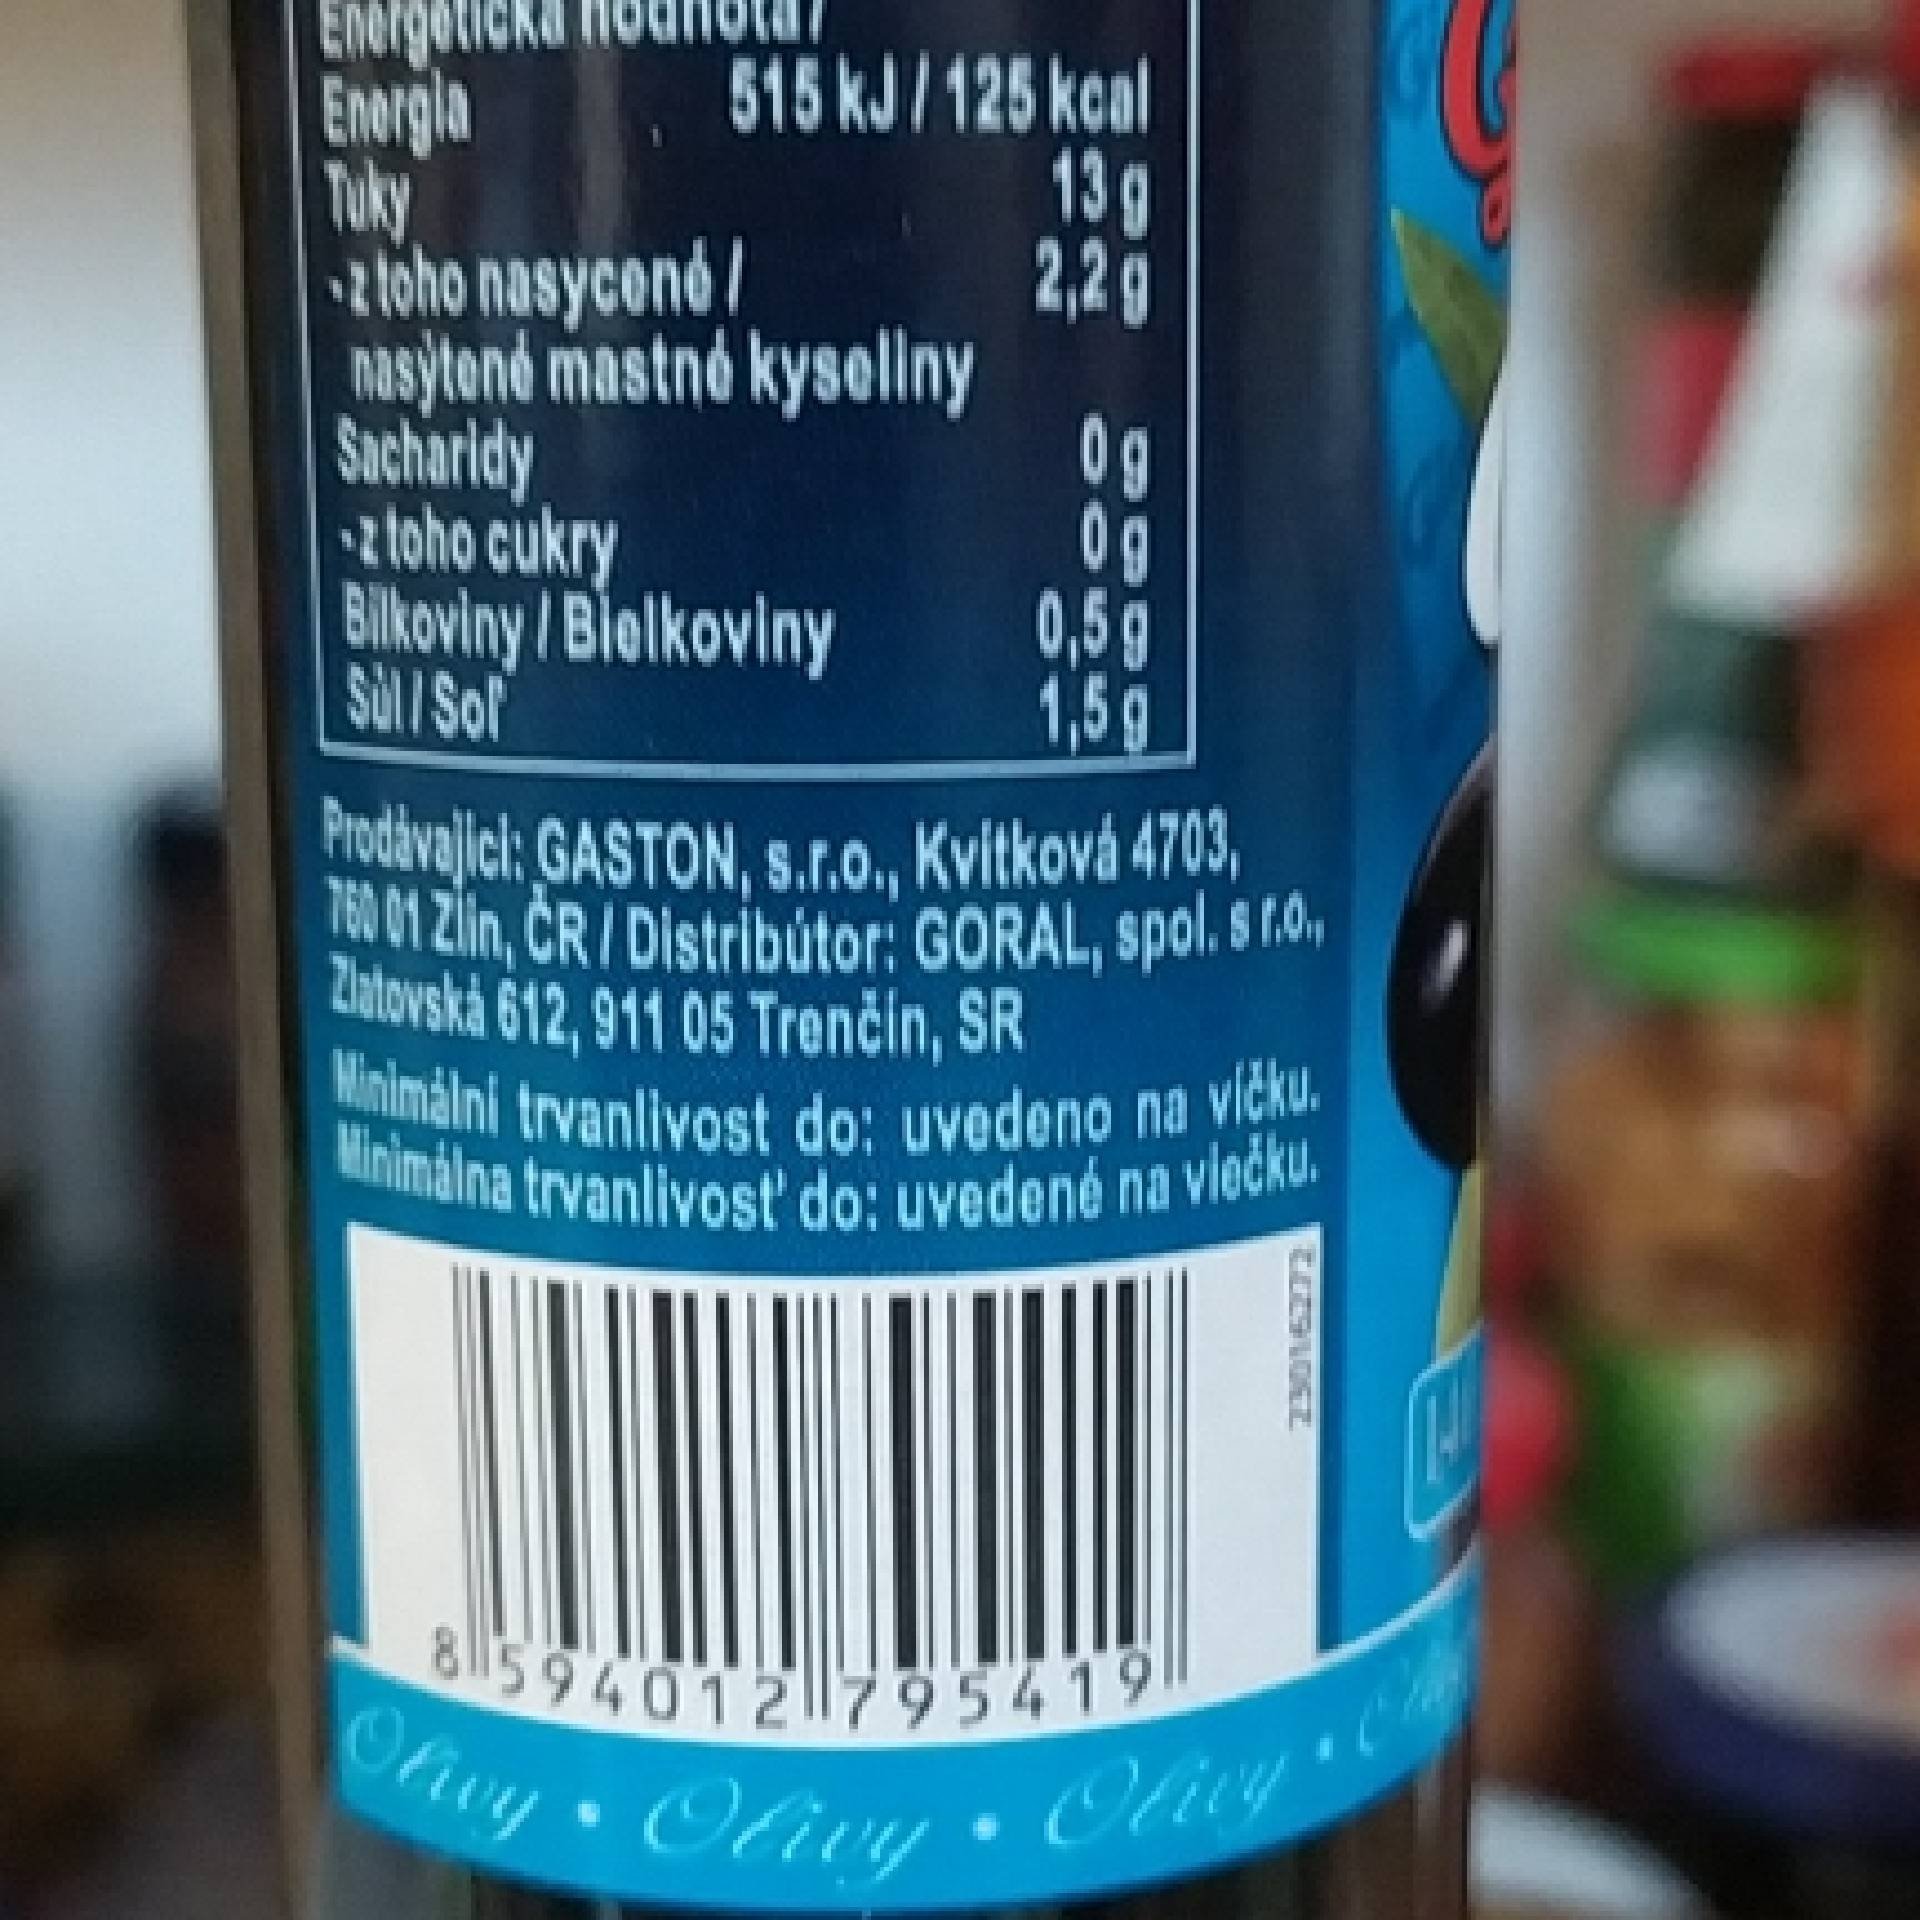 Energetická hodnota /
Energia 515 kJ / 125 kcal
Tuky 13 g
- z toho nasycené / 2,2 g
nasýtené mastné kyseliny
Sacharidy 0 g
- z toho cukry 0 g
Bílkoviny / Bielkoviny 0,5 g
Sůl / Soľ 1,5 g
Prodávající: GASTON, s.r.o., Kvítková 4703,
760 01 Zlín, ČR / Distribútor: GORAL, spol. s r.o.,
Zlatovská 612, 911 05 Trenčín, SR
Minimální trvanlivost do: uvedeno na víčku.
Minimálna trvanlivosť do: uvedené na viečku.
23016272
8 594012 795419
Olivy • Olivy • Olivy •